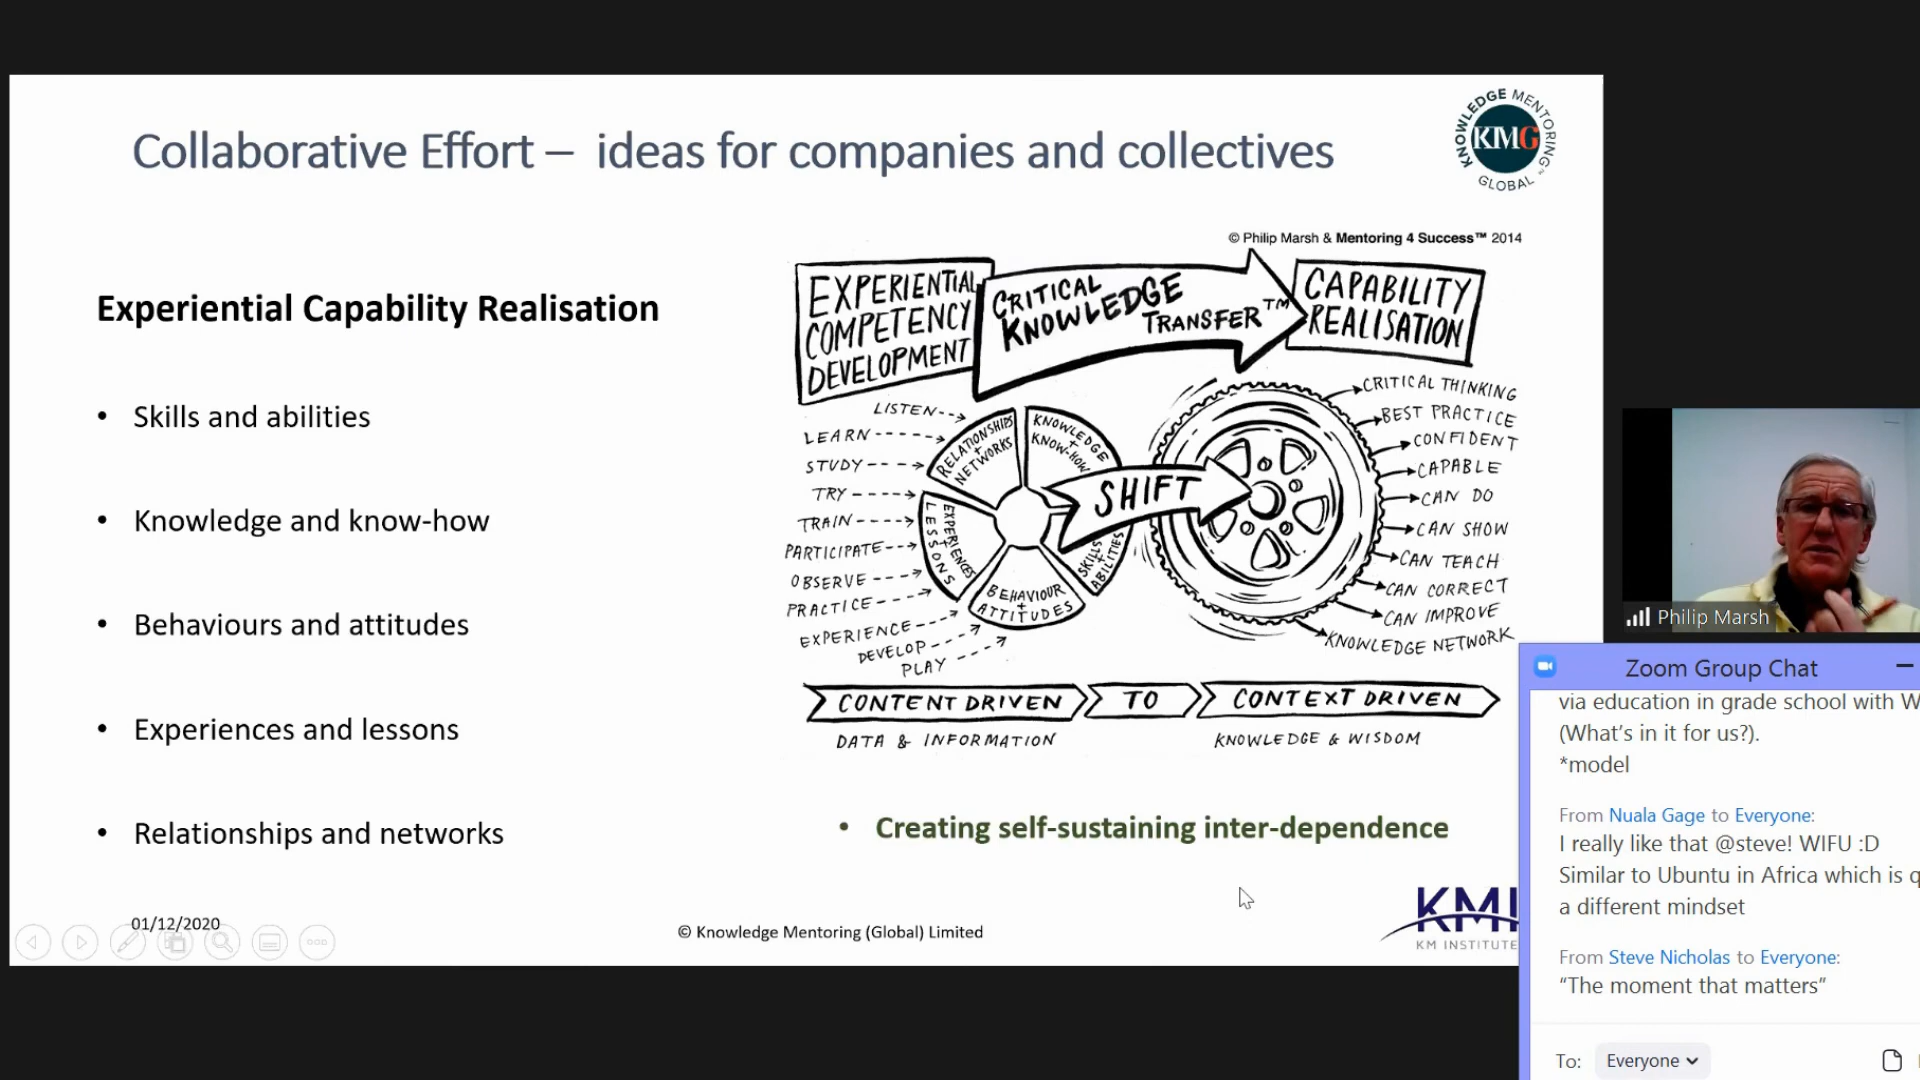 Collaborative Effort – ideas for companies and collectives
KNOWLEDGE MENTORING™
KMG
GLOBAL
© Philip Marsh & Mentoring 4 Success™ 2014
Experiential Capability Realisation
• Skills and abilities
• Knowledge and know-how
• Behaviours and attitudes
• Experiences and lessons
• Relationships and networks
EXPERIENTIAL
COMPETENCY
DEVELOPMENT
CRITICAL
KNOWLEDGE
TRANSFER™
CAPABILITY
REALISATION
LISTEN
LEARN
STUDY
TRY
TRAIN
PARTICIPATE
OBSERVE
PRACTICE
EXPERIENCE
DEVELOP
PLAY
RELATIONSHIPS
+
NETWORKS
KNOWLEDGE
+
KNOW-HOW
EXPERIENCES
+
LESSONS
BEHAVIOUR
+
ATTITUDES
SKILLS
+
ABILITIES
SHIFT
CRITICAL THINKING
BEST PRACTICE
CONFIDENT
CAPABLE
CAN DO
CAN SHOW
CAN TEACH
CAN CORRECT
CAN IMPROVE
KNOWLEDGE NETWORK
CONTENT DRIVEN
TO
CONTEXT DRIVEN
DATA & INFORMATION
KNOWLEDGE & WISDOM
• Creating self-sustaining inter-dependence
01/12/2020
© Knowledge Mentoring (Global) Limited
KMI
KM INSTITUTE
Philip Marsh
Zoom Group Chat
via education in grade school with
(What's in it for us?).
*model
From Nuala Gage to Everyone:
I really like that @steve! WIFU :D
Similar to Ubuntu in Africa which is
a different mindset
From Steve Nicholas to Everyone:
“The moment that matters”
To: Everyone